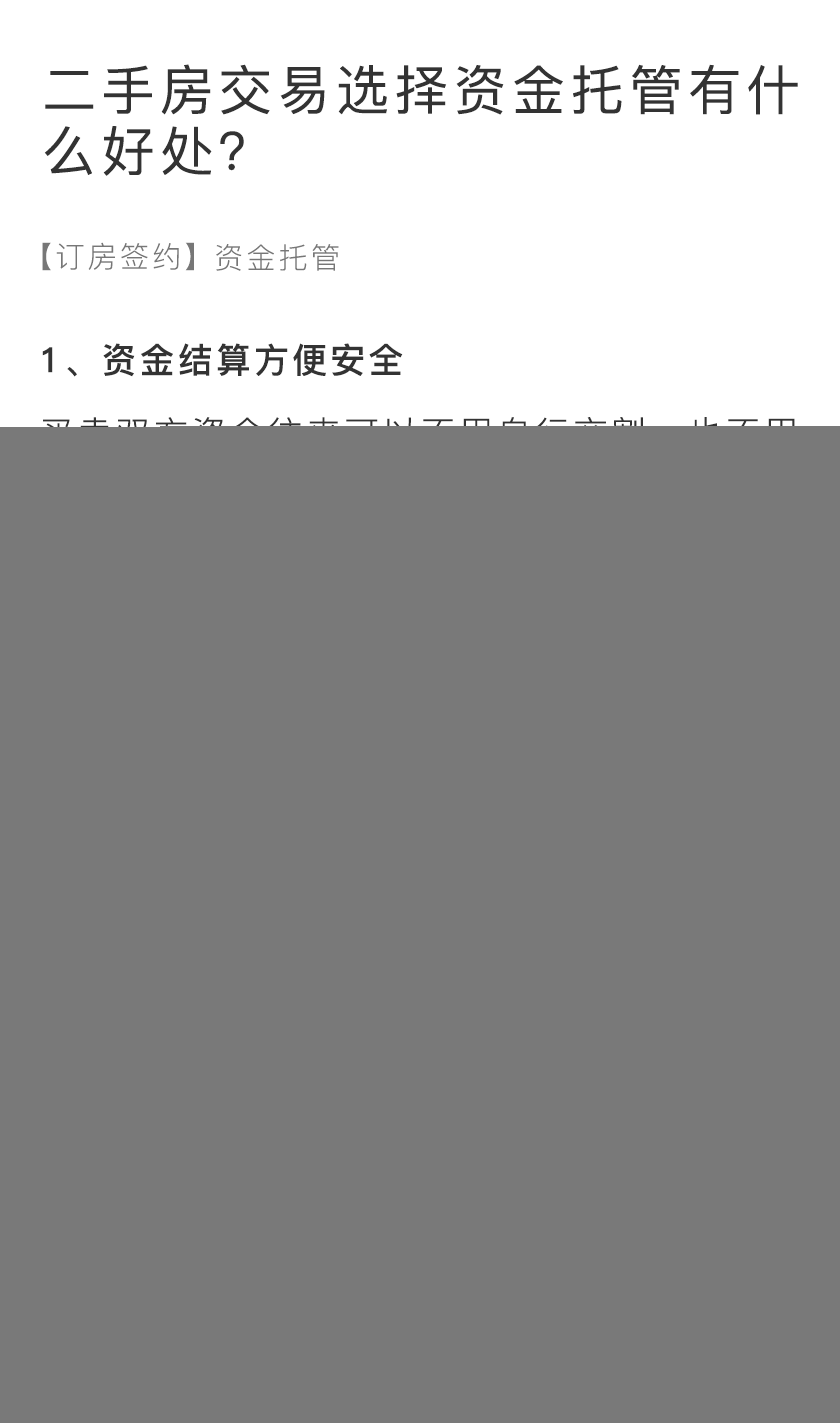 二手房交易选择资金托管有什
么好处?
【订房签约】资金托管
1、资金结算方便安全